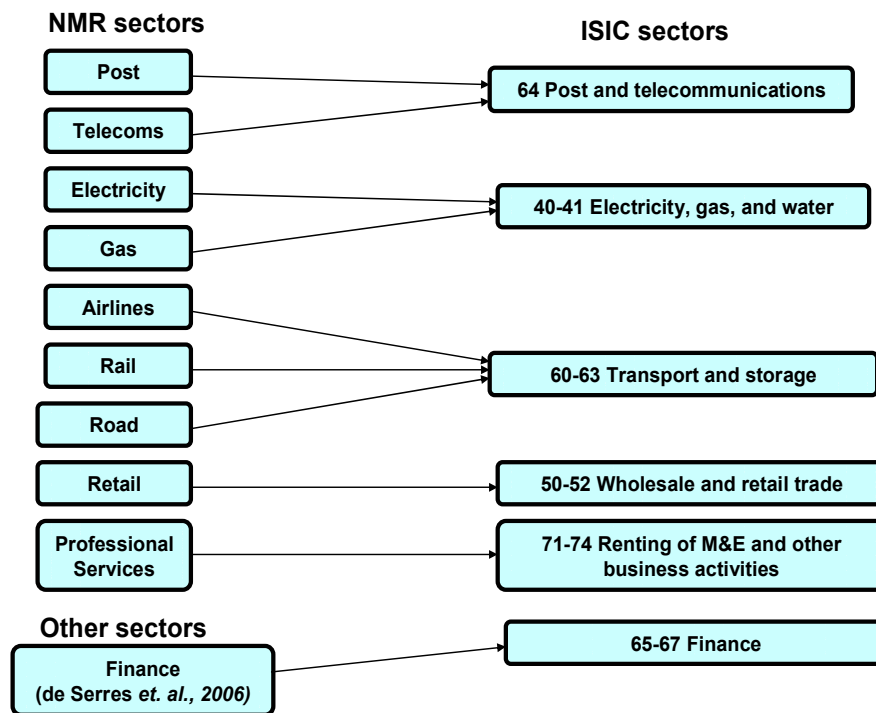 NMR sectors
ISIC sectors
Post
64 Post and telecommunications
Telecoms
Electricity
40-41 Electricity, gas, and water
Gas
Airlines
Rail
60-63 Transport and storage
Road
Retail
50-52 Wholesale and retail trade
Professional
Services
71-74 Renting of M&E and other
business activities
Other sectors
65-67 Finance
Finance
(de Serres et. al., 2006)